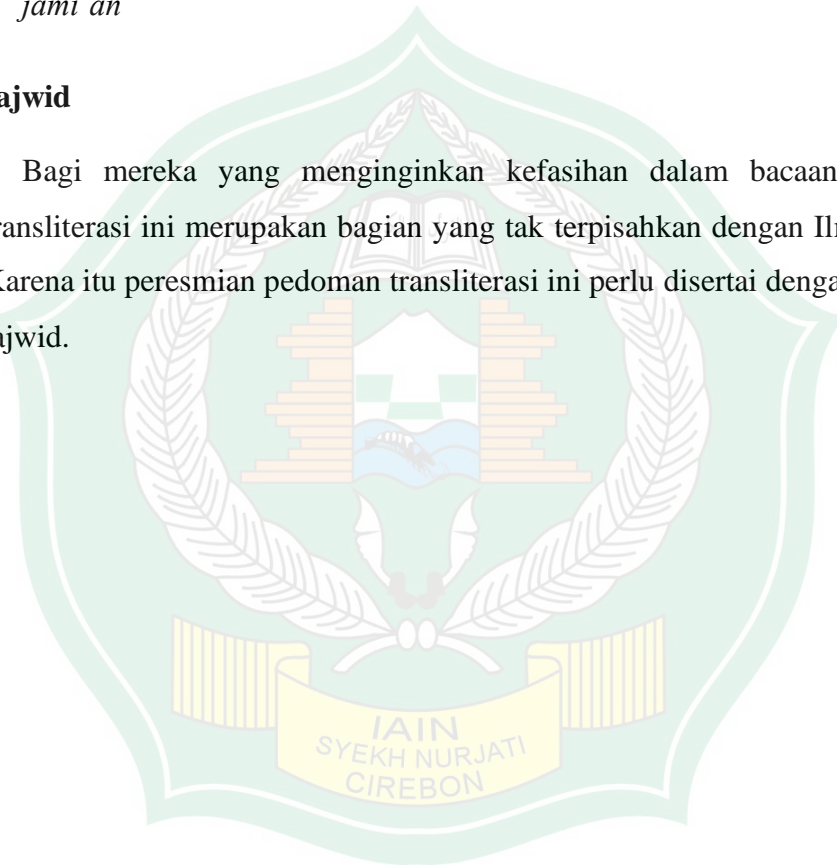 jami an
ajwid
Bagi mereka yang menginginkan kefasihan dalam bacaan
ransliterasi ini merupakan bagian yang tak terpisahkan dengan Il
Karena itu peresmian pedoman transliterasi ini perlu disertai denga
ajwid.
IAIN
SYEKH NURJATI
CIREBON